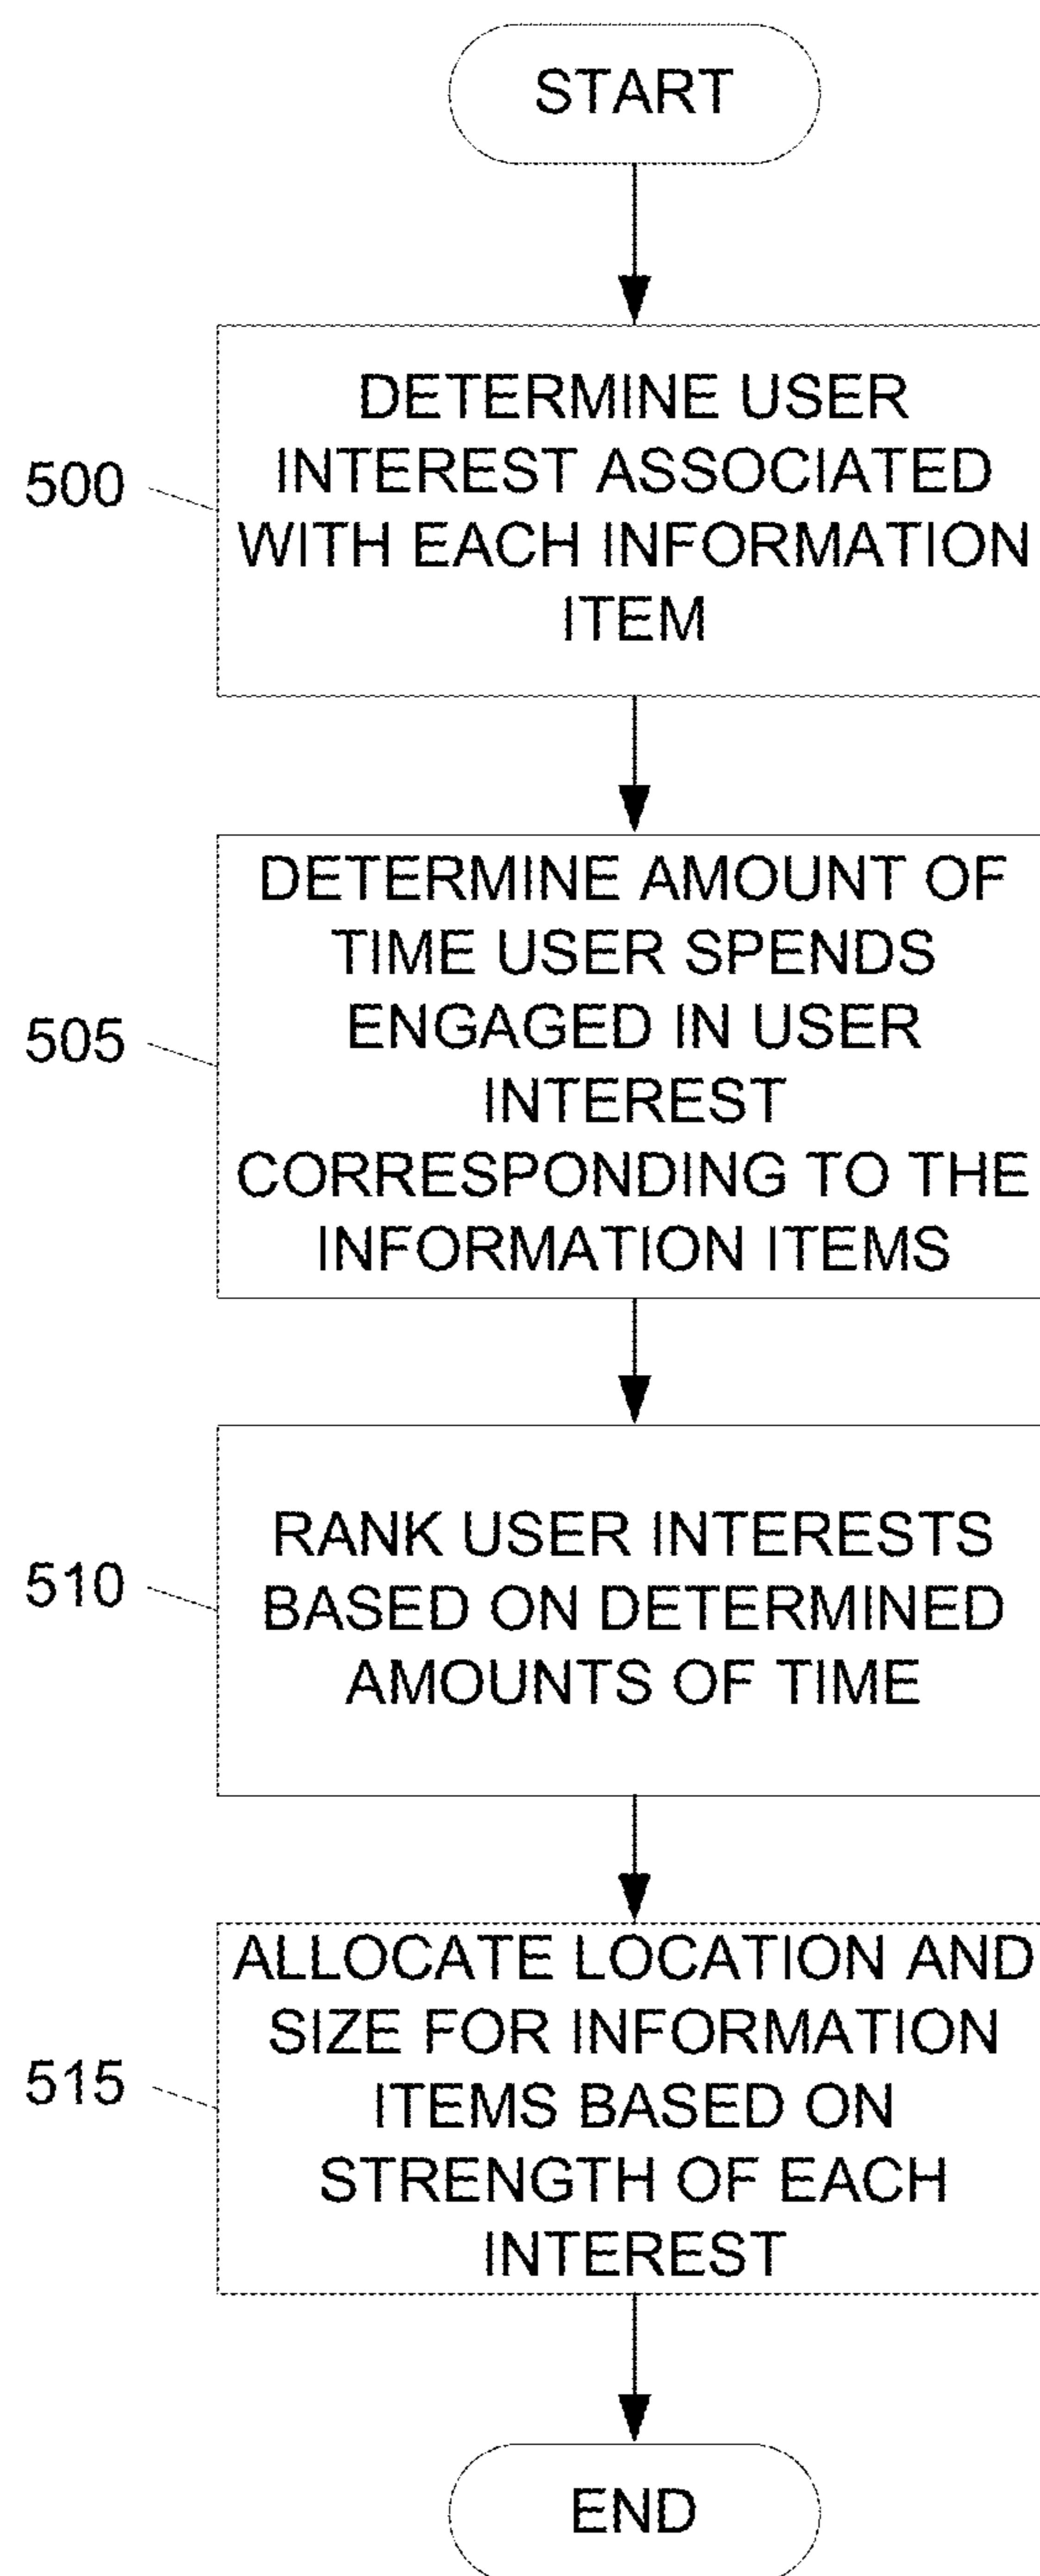 START
500
DETERMINE USER
INTEREST ASSOCIATED
WITH EACH INFORMATION
ITEM
505
DETERMINE AMOUNT OF
TIME USER SPENDS
ENGAGED IN USER
INTEREST
CORRESPONDING TO THE
INFORMATION ITEMS
510
RANK USER INTERESTS
BASED ON DETERMINED
AMOUNTS OF TIME
515
ALLOCATE LOCATION AND
SIZE FOR INFORMATION
ITEMS BASED ON
STRENGTH OF EACH
INTEREST
END